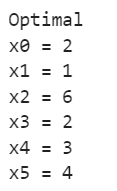 Optimal
x0 = 2
x1 = 1
x2 = 6
x3 = 2
x4 = 3
x5 = 4